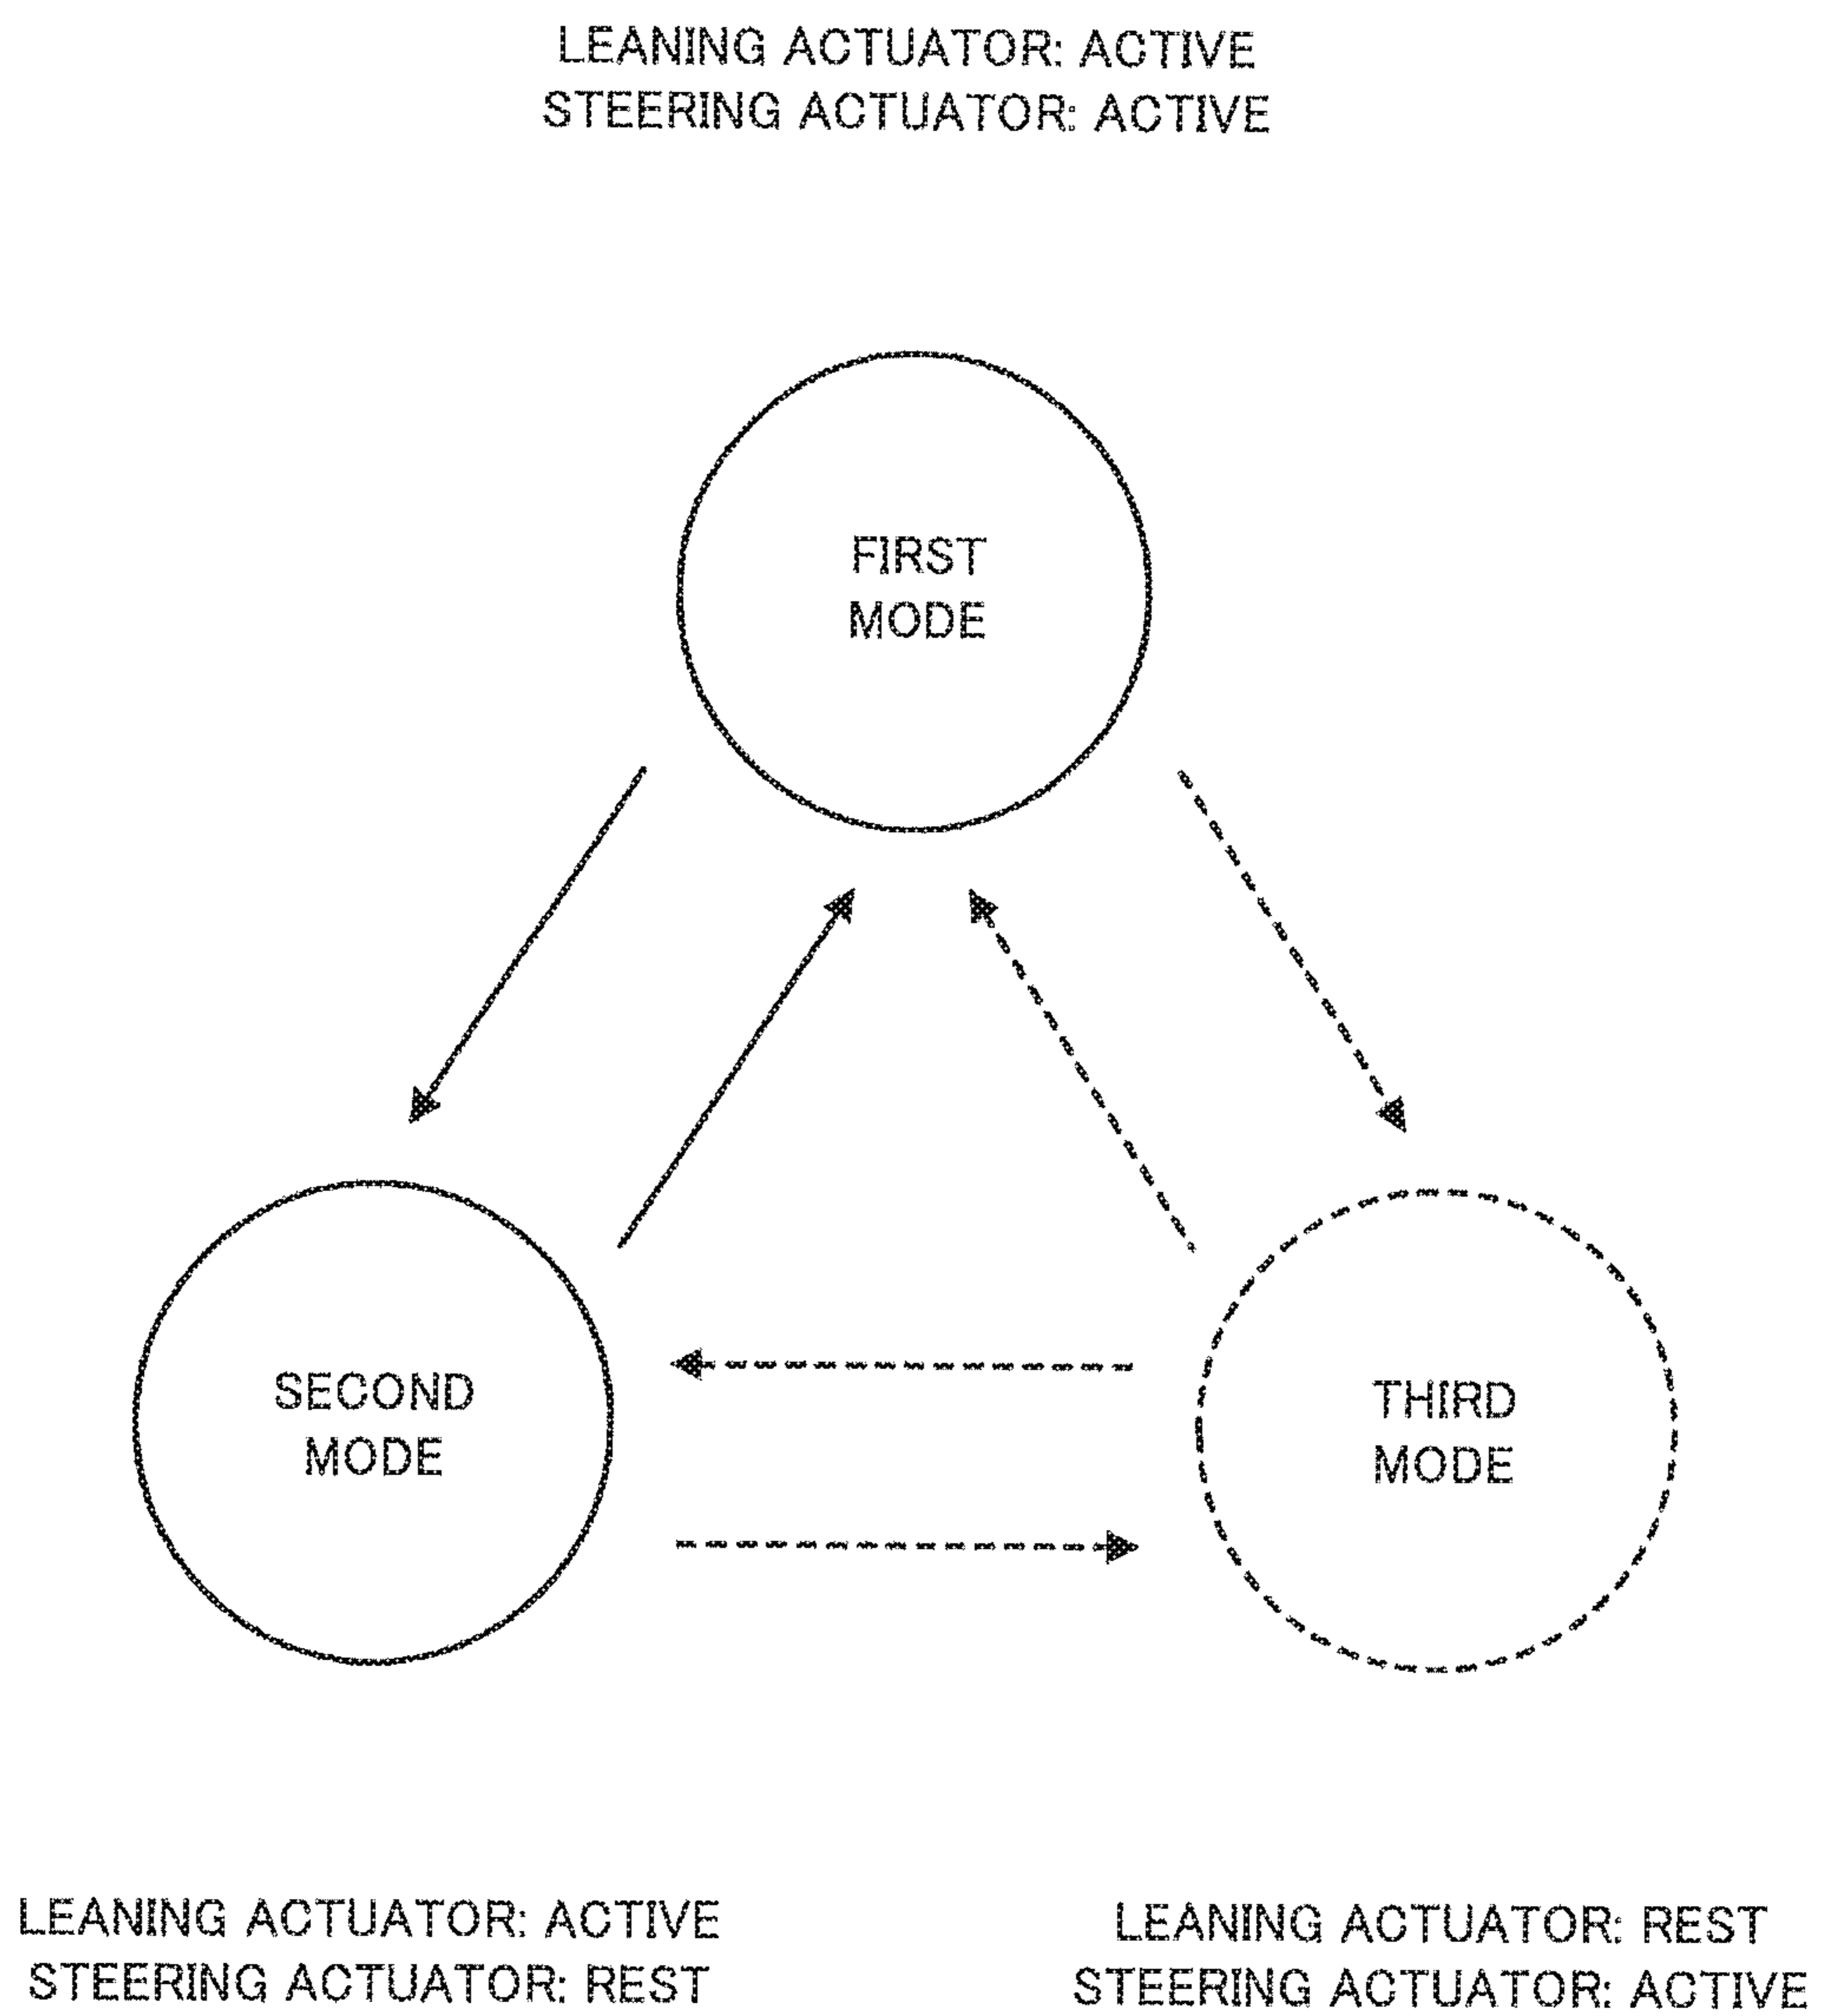 LEANING ACTUATOR: ACTIVE
STEERING ACTUATOR: ACTIVE
FIRST
MODE
SECOND
MODE
THIRD
MODE
LEANING ACTUATOR: ACTIVE
STEERING ACTUATOR: REST
LEANING ACTUATOR: REST
STEERING ACTUATOR: ACTIVE